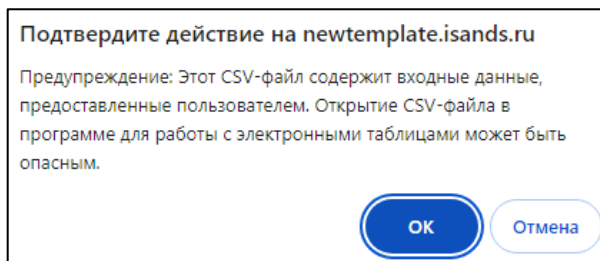 Подтвердите действие на newtemplate.isands.ru
Предупреждение: Этот CSV-файл содержит входные данные,
предоставленные пользователем. Открытие CSV-файла в
программе для работы с электронными таблицами может быть
опасным.
ОК
Отмена